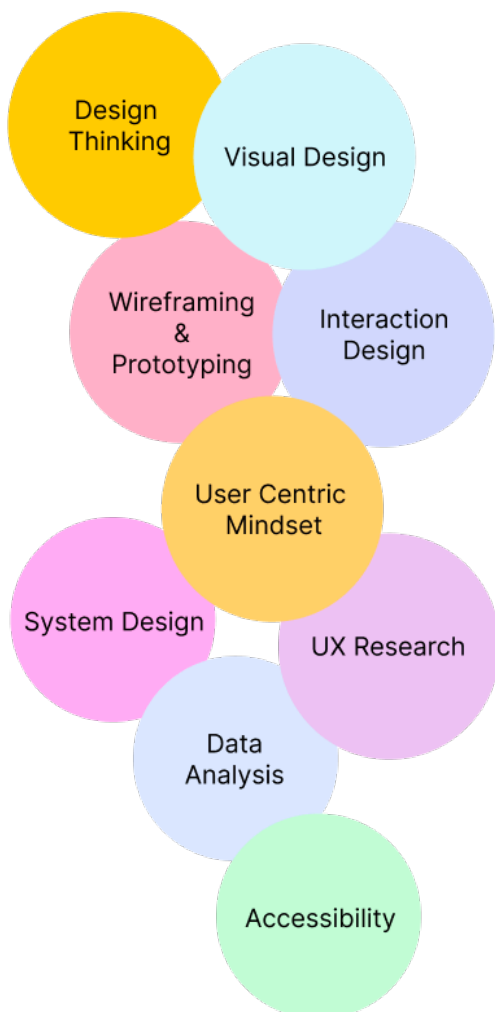 Design
Thinking
Visual Design
Wireframing
&
Prototyping
Interaction
Design
User Centric
Mindset
System Design
UX Research
Data
Analysis
Accessibility